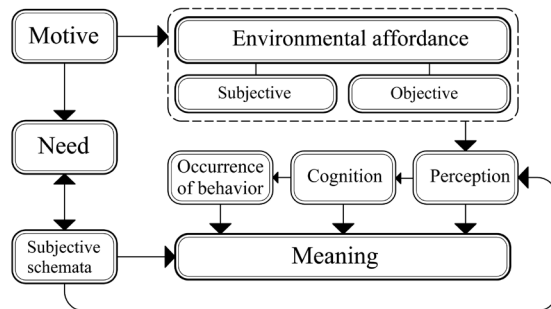 Motive
Environmental affordance
Subjective
Objective
Need
Occurrence
of behavior
Cognition
Perception
Subjective
schemata
Meaning